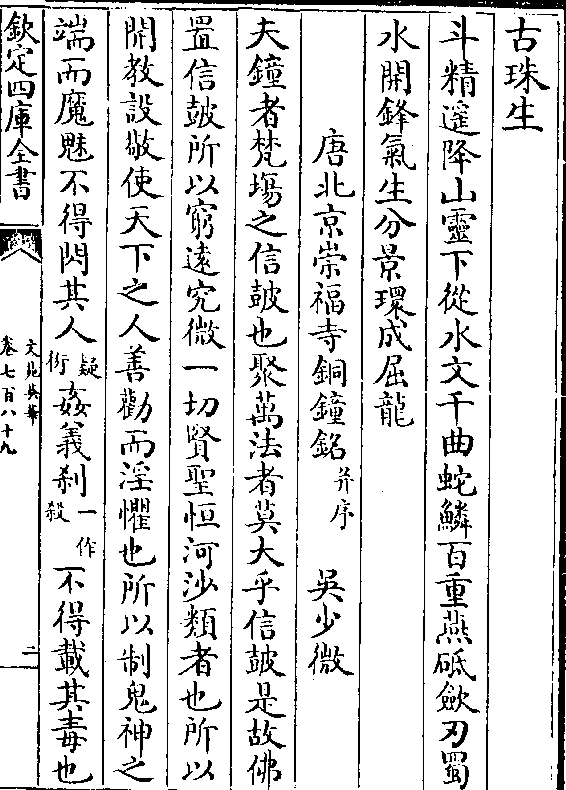 古珠生
斗精遙降山靈下從水文千曲蛇鱗百重燕砥歛刃蜀
水開鋒氣生分景環成屈龍
唐北京崇福寺銅鐘銘并序 吳少微
夫鐘者梵塲之信皷也聚萬法者莫大乎信皷是故佛
置信皷所以窮遠究微一切賢聖恒河沙類者也所以
開教設敬使天下之人善勸而淫懼也所以制鬼神之
端而魔魅不得閃其人疑術姦義刹一作殺不得載其毒也
欽定四庫全書
文苑英華
卷七百八十九
二